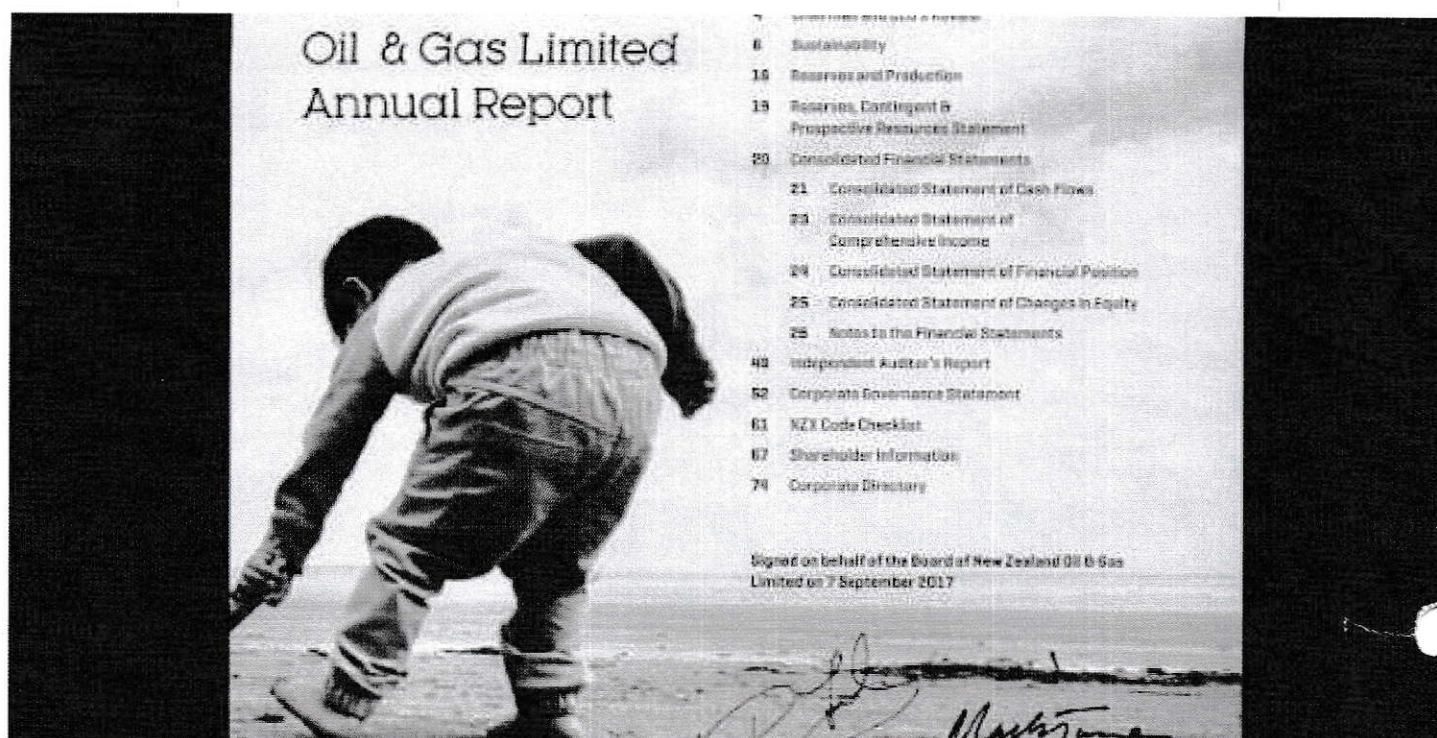 Oil & Gas Limited
Annual Report
6 Sustainability
16 Reserves and Production
19 Reserves, Contingent &
Prospective Resources Statement
20 Consolidated Financial Statements
21 Consolidated Statement of Cash Flows
23 Consolidated Statement of
Comprehensive Income
24 Consolidated Statement of Financial Position
25 Consolidated Statement of Changes in Equity
26 Notes to the Financial Statements
Independent Auditor's Report
52 Corporate Governance Statement
61 NZX Code Checklist
67 Shareholder Information
74 Corporate Directory
Signed on behalf of the Board of New Zealand Oil & Gas
Limited on 7 September 2017